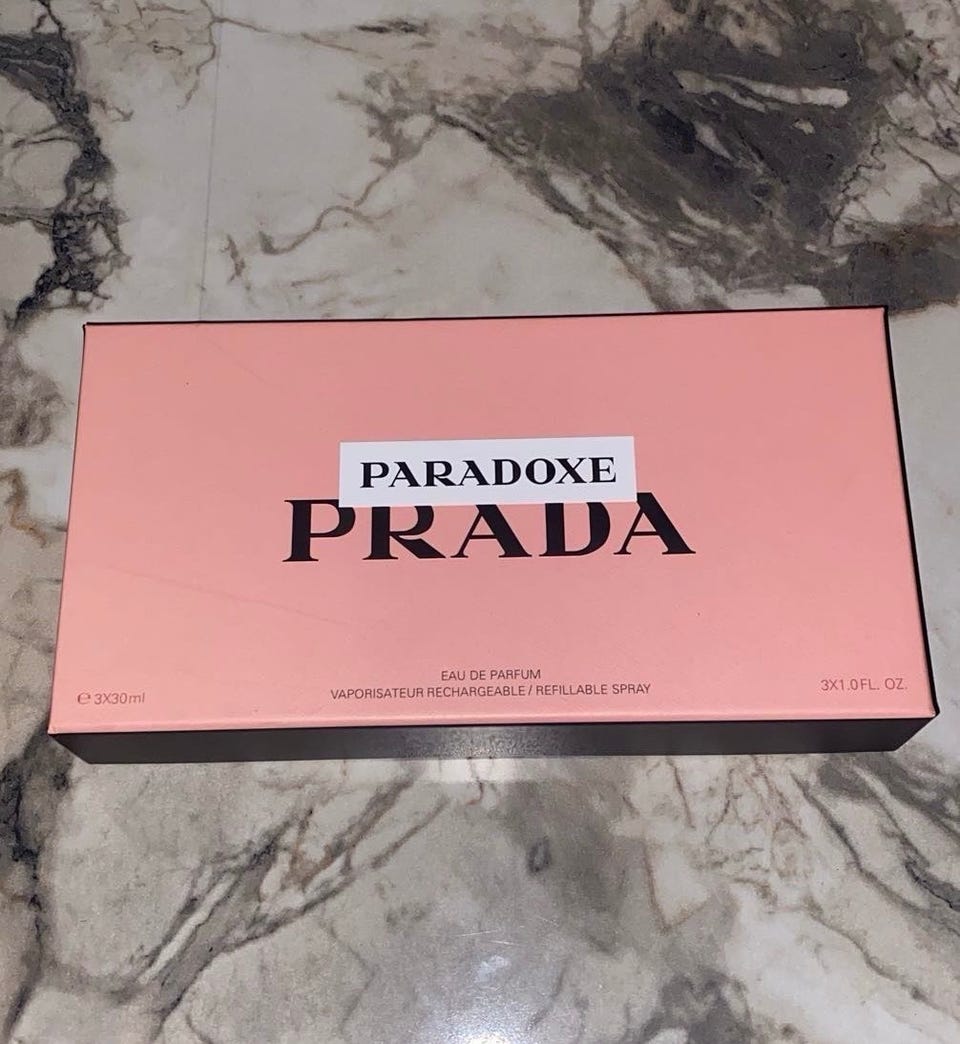 PARADOXE
PRADA
EAU DE PARFUM
VAPORISATEUR RECHARGEABLE / REFILLABLE SPRAY
℮ 3X30ml
3X1.0FL. OZ.